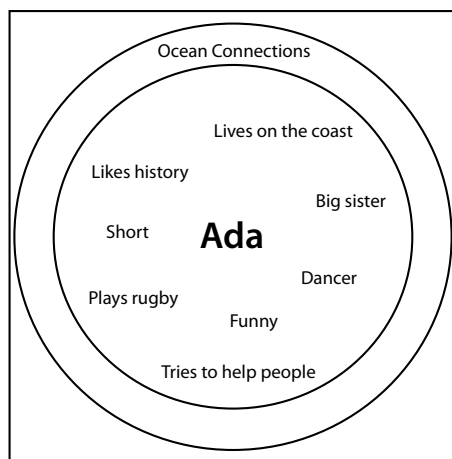 Ocean Connections
Lives on the coast
Likes history
Big sister
Short
Ada
Dancer
Plays rugby
Funny
Tries to help people